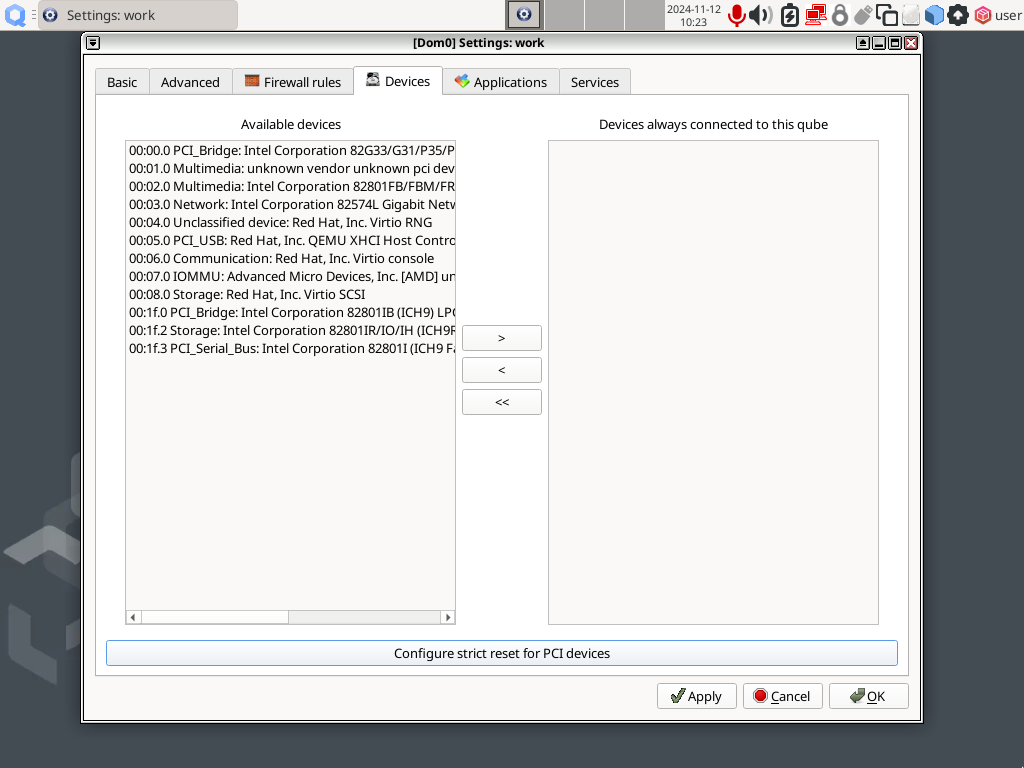 Settings: work
2024-11-12
10:23
user
[Dom0] Settings: work
Basic
Advanced
Firewall rules
Devices
Applications
Services
Available devices
Devices always connected to this qube
00:00.0 PCI_Bridge: Intel Corporation 82G33/G31/P35/P
00:01.0 Multimedia: unknown vendor unknown pci dev
00:02.0 Multimedia: Intel Corporation 82801FB/FBM/FR
00:03.0 Network: Intel Corporation 82574L Gigabit Netw
00:04.0 Unclassified device: Red Hat, Inc. Virtio RNG
00:05.0 PCI_USB: Red Hat, Inc. QEMU XHCI Host Contro
00:06.0 Communication: Red Hat, Inc. Virtio console
00:07.0 IOMMU: Advanced Micro Devices, Inc. [AMD] un
00:08.0 Storage: Red Hat, Inc. Virtio SCSI
00:1f.0 PCI_Bridge: Intel Corporation 82801IB (ICH9) LPC
00:1f.2 Storage: Intel Corporation 82801IR/IO/IH (ICH9R
00:1f.3 PCI_Serial_Bus: Intel Corporation 82801I (ICH9 Fa
>
<
<<
Configure strict reset for PCI devices
Apply
Cancel
OK